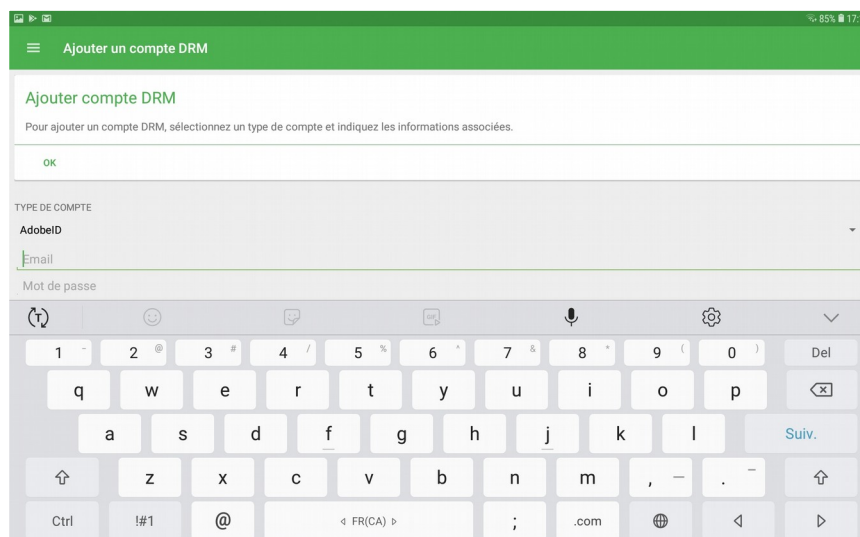 85% 17:
Ajouter un compte DRM
Ajouter compte DRM
Pour ajouter un compte DRM, sélectionnez un type de compte et indiquez les informations associées.
OK
TYPE DE COMPTE
AdobeID
Email
Mot de passe
T
GIF
1 - 2 @ 3 # 4 / 5 % 6 ^ 7 & 8 * 9 ( 0 ) Del
q w e r t y u i o p
a s d f g h j k l Suiv.
z x c v b n m , — . –
Ctrl !#1 @ FR(CA) ; .com